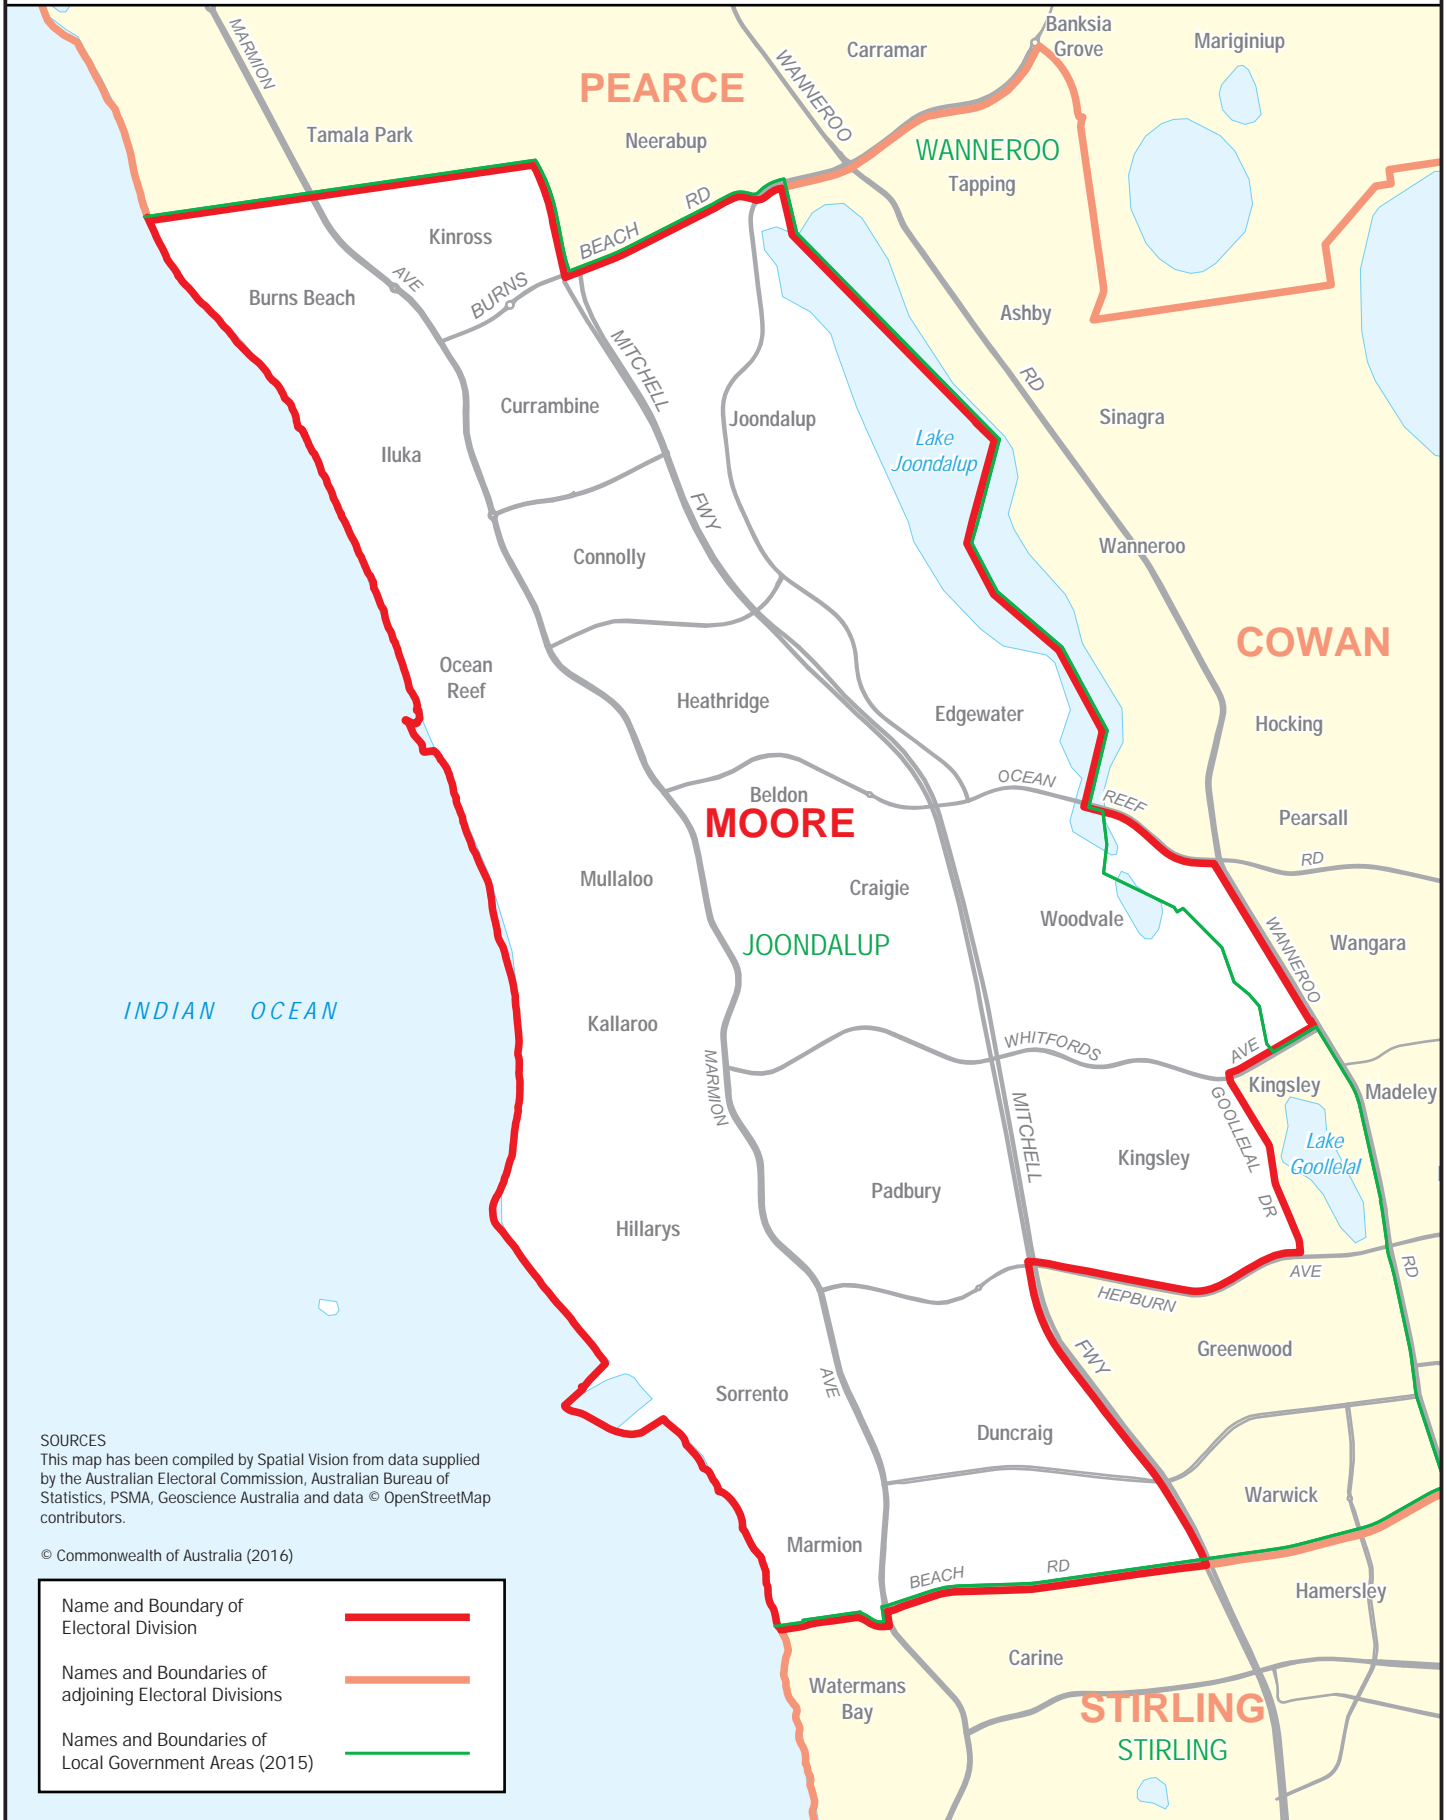 Banksia
Grove
Mariginiup
Carramar
MARMION
WANNEROO
PEARCE
Tamala Park
Neerabup
WANNEROO
Tapping
RD
BEACH
Kinross
AVE
BURNS
Burns Beach
Ashby
MITCHELL
RD
Currambine
Joondalup
Sinagra
Iluka
Lake
Joondalup
FWY
Connolly
Wanneroo
COWAN
Ocean
Reef
Heathridge
Edgewater
Hocking
OCEAN
REEF
Beldon
MOORE
Pearsall
RD
Mullaloo
Craigie
Woodvale
WANNEROO
Wangara
JOONDALUP
INDIAN OCEAN
Kallaroo
WHITFORDS
AVE
MARMION
Kingsley
Madeley
GOOLLELAL
MITCHELL
Lake
Goollelal
Kingsley
Padbury
DR
Hillarys
RD
AVE
HEPBURN
Greenwood
FWY
Sorrento
AVE
Duncraig
Warwick
Marmion
BEACH
RD
Hamersley
Carine
Watermans
Bay
STIRLING
STIRLING
SOURCES
This map has been compiled by Spatial Vision from data supplied
by the Australian Electoral Commission, Australian Bureau of
Statistics, PSMA, Geoscience Australia and data © OpenStreetMap
contributors.
© Commonwealth of Australia (2016)
Name and Boundary of
Electoral Division
Names and Boundaries of
adjoining Electoral Divisions
Names and Boundaries of
Local Government Areas (2015)